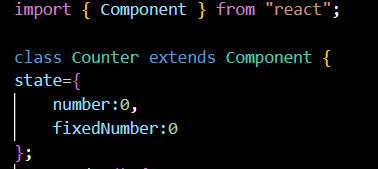 import { Component } from "react";
class Counter extends Component {
state={
number:0,
fixedNumber:0
};